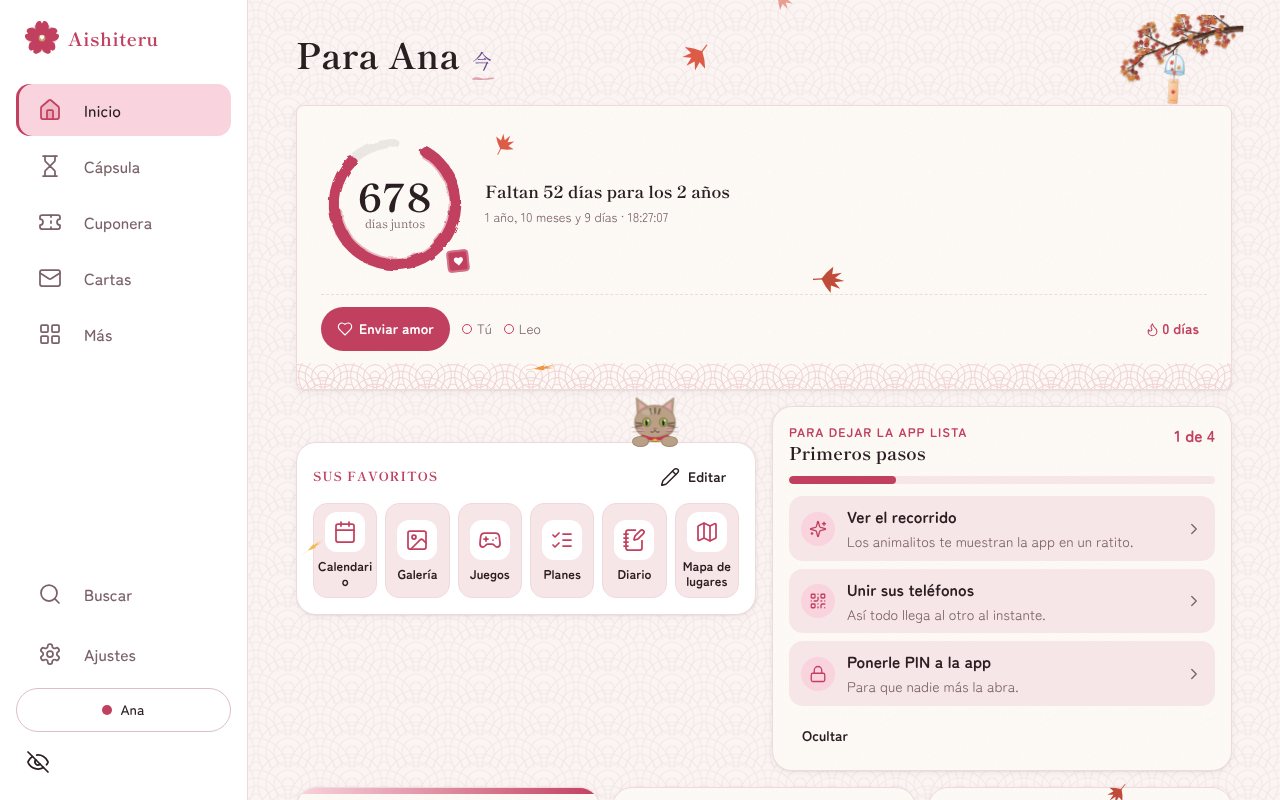 Aishiteru
Inicio
Cápsula
Cuponera
Cartas
Más
Buscar
Ajustes
Ana
Para Ana 今
678
días juntos
Faltan 52 días para los 2 años
1 año, 10 meses y 9 días · 18:27:07
Enviar amor
Tú
Leo
0 días
SUS FAVORITOS
Editar
Calendari
o
Galería
Juegos
Planes
Diario
Mapa de
lugares
PARA DEJAR LA APP LISTA
1 de 4
Primeros pasos
Ver el recorrido
Los animalitos te muestran la app en un ratito.
Unir sus teléfonos
Así todo llega al otro al instante.
Ponerle PIN a la app
Para que nadie más la abra.
Ocultar